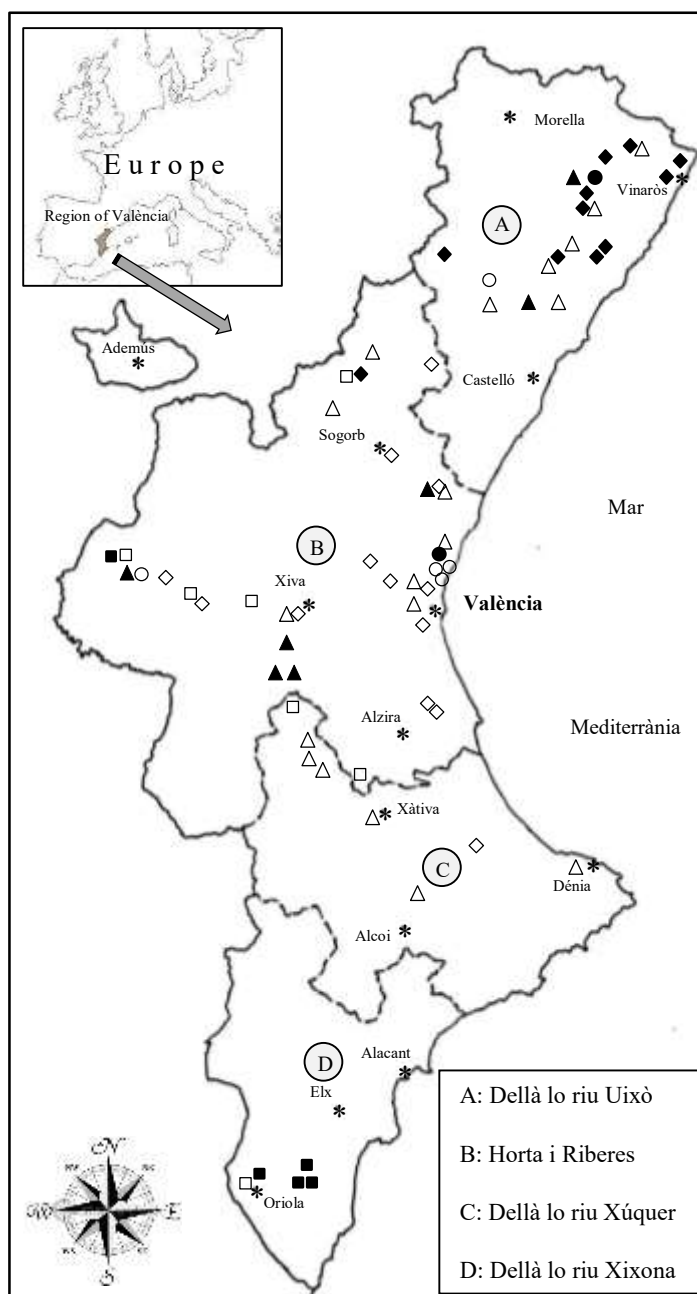 Europe
Region of València
Morella
Vinaròs
A
Ademús
Castelló
Sogorb
Mar
B
Xiva
València
Alzira
Mediterrània
Xàtiva
C
Dénia
Alcoi
D
Alacant
Elx
Oriola
N
E
S
A: Dellà lo riu Uixò
B: Horta i Riberes
C: Dellà lo riu Xúquer
D: Dellà lo riu Xixona